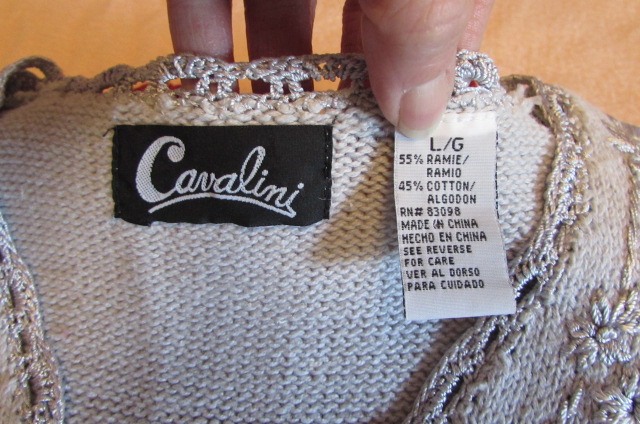 Cavalini
L/G
55% RAMIE/
RAMIO
45% COTTON/
ALGODON
RN# 83098
MADE IN CHINA
HECHO EN CHINA
SEE REVERSE
FOR CARE
VER AL DORSO
PARA CUIDADO